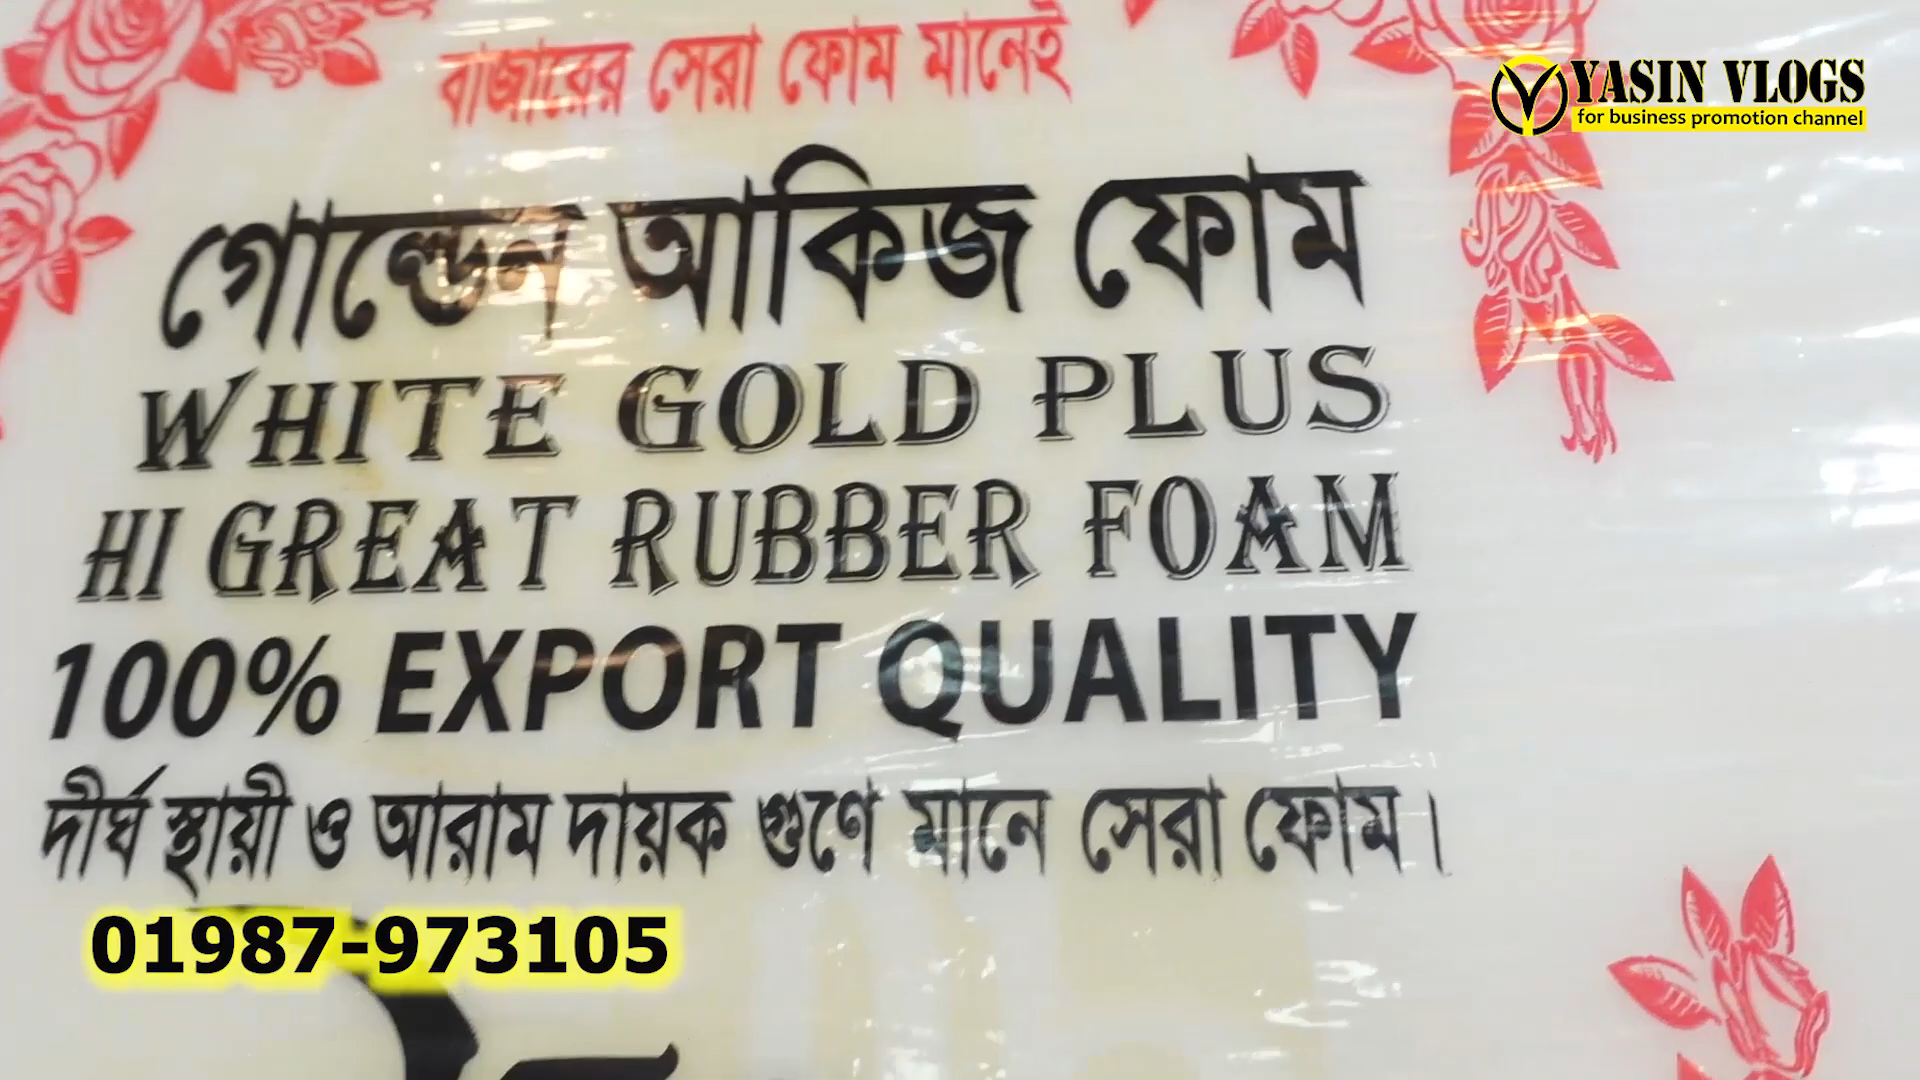 বাজারের সেরা ফোম মানেই
YASIN VLOGS
for business promotion channel
গোল্ডেন আকিজ ফোম
WHITE GOLD PLUS
HI GREAT RUBBER FOAM
100% EXPORT QUALITY
দীর্ঘ স্থায়ী ও আরাম দায়ক গুণে মানে সেরা ফোম।
01987-973105